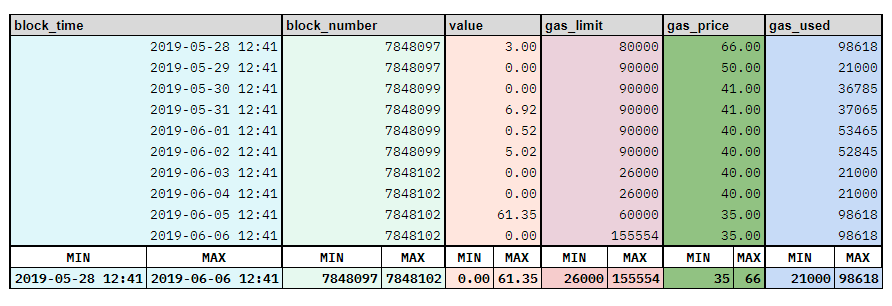 block_time block_number value gas_limit gas_price gas_used
2019-05-28 12:41 7848097 3.00 80000 66.00 98618
2019-05-29 12:41 7848097 0.00 90000 50.00 21000
2019-05-30 12:41 7848099 0.00 90000 41.00 36785
2019-05-31 12:41 7848099 6.92 90000 41.00 37065
2019-06-01 12:41 7848099 0.52 90000 40.00 53465
2019-06-02 12:41 7848099 5.02 90000 40.00 52845
2019-06-03 12:41 7848102 0.00 26000 40.00 21000
2019-06-04 12:41 7848102 0.00 26000 40.00 21000
2019-06-05 12:41 7848102 61.35 60000 35.00 98618
2019-06-06 12:41 7848102 0.00 155554 35.00 98618
MIN MAX MIN MAX MIN MAX MIN MAX MIN MAX MIN MAX
2019-05-28 12:41 2019-06-06 12:41 7848097 7848102 0.00 61.35 26000 155554 35 66 21000 98618